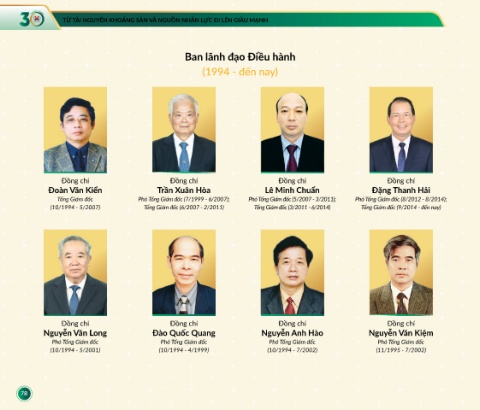 30
TỪ TÀI NGUYÊN KHOÁNG SẢN VÀ NGUỒN NHÂN LỰC ĐI LÊN GIÀU MẠNH
Ban lãnh đạo Điều hành
(1994 - đến nay)
Đồng chí
Đoàn Văn Kiển
Tổng Giám đốc
(10/1994 - 5/2007)
Đồng chí
Trần Xuân Hòa
Phó Tổng Giám đốc (7/1999 - 6/2007);
Tổng Giám đốc (6/2007 - 2/2011)
Đồng chí
Lê Minh Chuẩn
Phó Tổng Giám đốc (5/2007 - 3/2011);
Tổng Giám đốc (3/2011 - 6/2014)
Đồng chí
Đặng Thanh Hải
Phó Tổng Giám đốc (8/2012 - 8/2014);
Tổng Giám đốc (9/2014 - đến nay)
Đồng chí
Nguyễn Văn Long
Phó Tổng Giám đốc
(10/1994 - 5/2001)
Đồng chí
Đào Quốc Quang
Phó Tổng Giám đốc
(10/1994 - 4/1999)
Đồng chí
Nguyễn Anh Hào
Phó Tổng Giám đốc
(10/1994 - 7/2002)
Đồng chí
Nguyễn Văn Kiệm
Phó Tổng Giám đốc
(11/1995 - 7/2002)
78